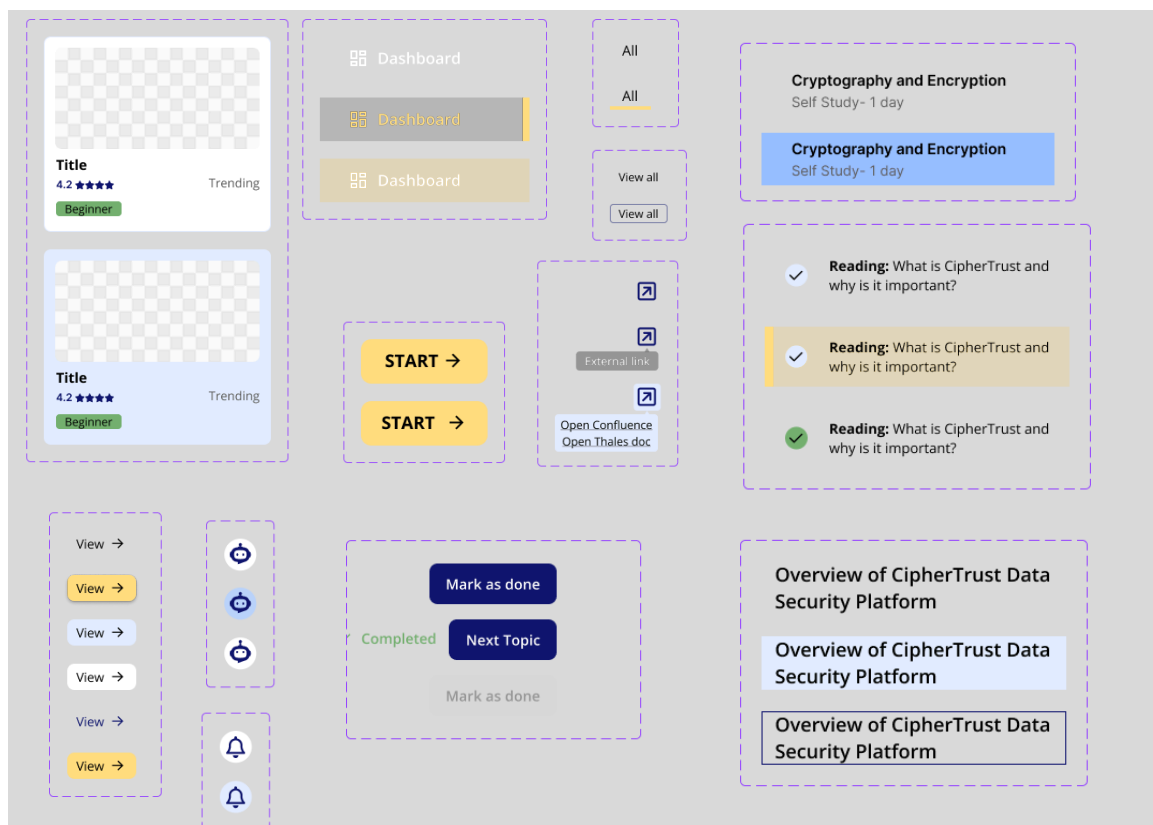 Title
4.2
Trending
Beginner
Title
4.2
Trending
Beginner
Dashboard
Dashboard
Dashboard
All
All
View all
View all
Cryptography and Encryption
Self Study- 1 day
Cryptography and Encryption
Self Study- 1 day
START
START
External link
Open Confluence
Open Thales doc
Reading: What is CipherTrust and
why is it important?
Reading: What is CipherTrust and
why is it important?
Reading: What is CipherTrust and
why is it important?
View
View
View
View
View
View
Mark as done
Completed
Next Topic
Mark as done
Overview of CipherTrust Data
Security Platform
Overview of CipherTrust Data
Security Platform
Overview of CipherTrust Data
Security Platform